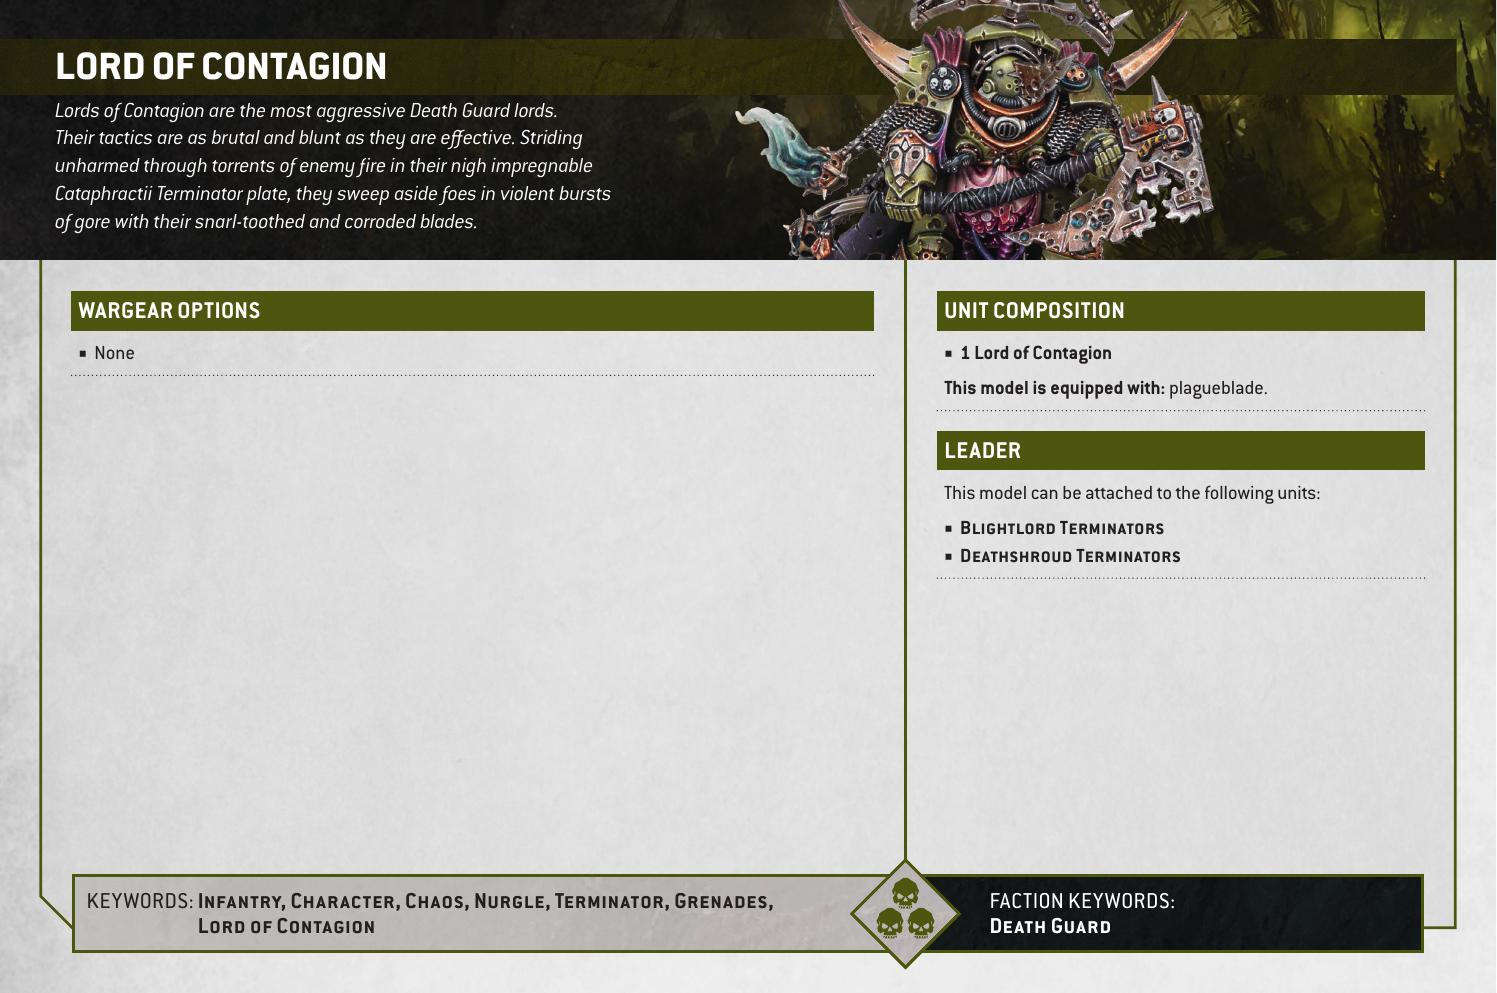 LORD OF CONTAGION
Lords of Contagion are the most aggressive Death Guard lords.
Their tactics are as brutal and blunt as they are effective. Striding
unharmed through torrents of enemy fire in their nigh impregnable
Cataphractii Terminator plate, they sweep aside foes in violent bursts
of gore with their snarl-toothed and corroded blades.
WARGEAR OPTIONS
■ None
UNIT COMPOSITION
■ 1 Lord of Contagion
This model is equipped with: plagueblade.
LEADER
This model can be attached to the following units:
■ Blightlord Terminators
■ Deathshroud Terminators
KEYWORDS: Infantry, Character, Chaos, Nurgle, Terminator, Grenades,
Lord of Contagion
FACTION KEYWORDS:
Death Guard